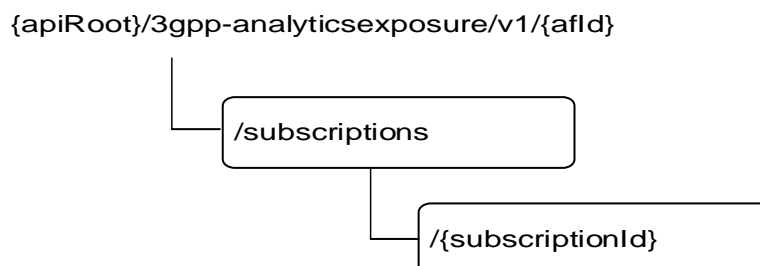 {apiRoot}/3gpp-analyticsexposure/v1/{afId}
/subscriptions
/{subscriptionId}